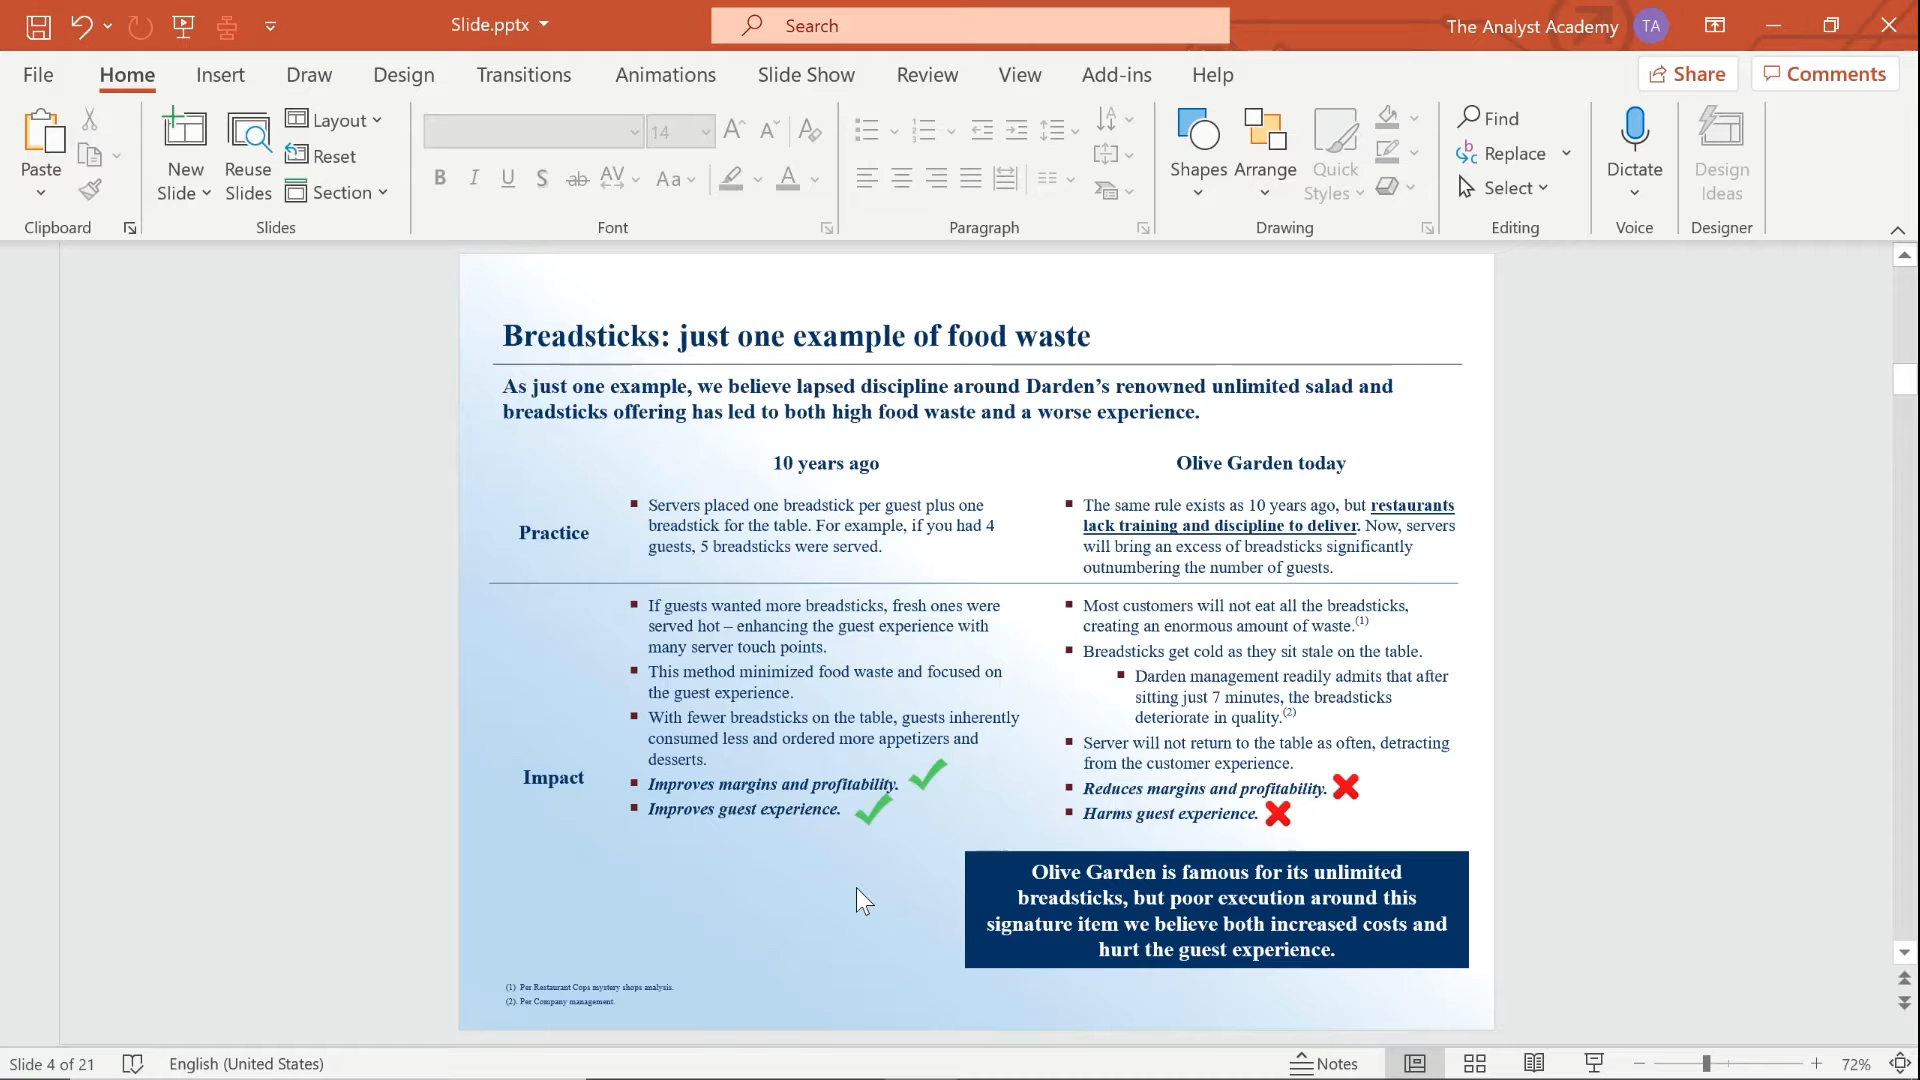 Slide.pptx
Search
The Analyst Academy
TA
File
Home
Insert
Draw
Design
Transitions
Animations
Slide Show
Review
View
Add-ins
Help
Share
Comments
Paste
New Slide
Reuse Slides
Layout
Reset
Section
14
B
I
U
S
ab
AV
Aa
A
Shapes
Arrange
Quick Styles
Find
Replace
Select
Dictate
Design Ideas
Clipboard
Slides
Font
Paragraph
Drawing
Editing
Voice
Designer
Breadsticks: just one example of food waste
As just one example, we believe lapsed discipline around Darden’s renowned unlimited salad and
breadsticks offering has led to both high food waste and a worse experience.
10 years ago
Olive Garden today
Practice
Servers placed one breadstick per guest plus one
breadstick for the table. For example, if you had 4
guests, 5 breadsticks were served.
The same rule exists as 10 years ago, but restaurants
lack training and discipline to deliver. Now, servers
will bring an excess of breadsticks significantly
outnumbering the number of guests.
Impact
If guests wanted more breadsticks, fresh ones were
served hot – enhancing the guest experience with
many server touch points.
This method minimized food waste and focused on
the guest experience.
With fewer breadsticks on the table, guests inherently
consumed less and ordered more appetizers and
desserts.
Improves margins and profitability.
Improves guest experience.
Most customers will not eat all the breadsticks,
creating an enormous amount of waste.(1)
Breadsticks get cold as they sit stale on the table.
Darden management readily admits that after
sitting just 7 minutes, the breadsticks
deteriorate in quality.(2)
Server will not return to the table as often, detracting
from the customer experience.
Reduces margins and profitability.
Harms guest experience.
Olive Garden is famous for its unlimited
breadsticks, but poor execution around this
signature item we believe both increased costs and
hurt the guest experience.
(1) Per Restaurant Cops mystery shops analysis.
(2). Per Company management.
Slide 4 of 21
English (United States)
Notes
72%